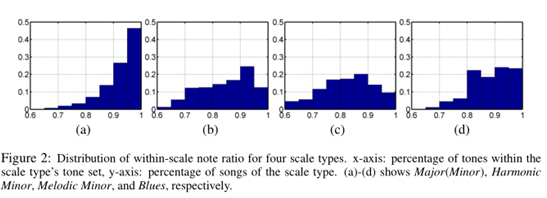 0.5 0.5 0.5 0.5
0.4 0.4 0.4 0.4
0.3 0.3 0.3 0.3
0.2 0.2 0.2 0.2
0.1 0.1 0.1 0.1
0 0 0 0
0.6 0.7 0.8 0.9 1 0.6 0.7 0.8 0.9 1 0.6 0.7 0.8 0.9 1 0.6 0.7 0.8 0.9 1
(a) (b) (c) (d)
Figure 2: Distribution of within-scale note ratio for four scale types. x-axis: percentage of tones within the
scale type's tone set, y-axis: percentage of songs of the scale type. (a)-(d) shows Major(Minor), Harmonic
Minor, Melodic Minor, and Blues, respectively.